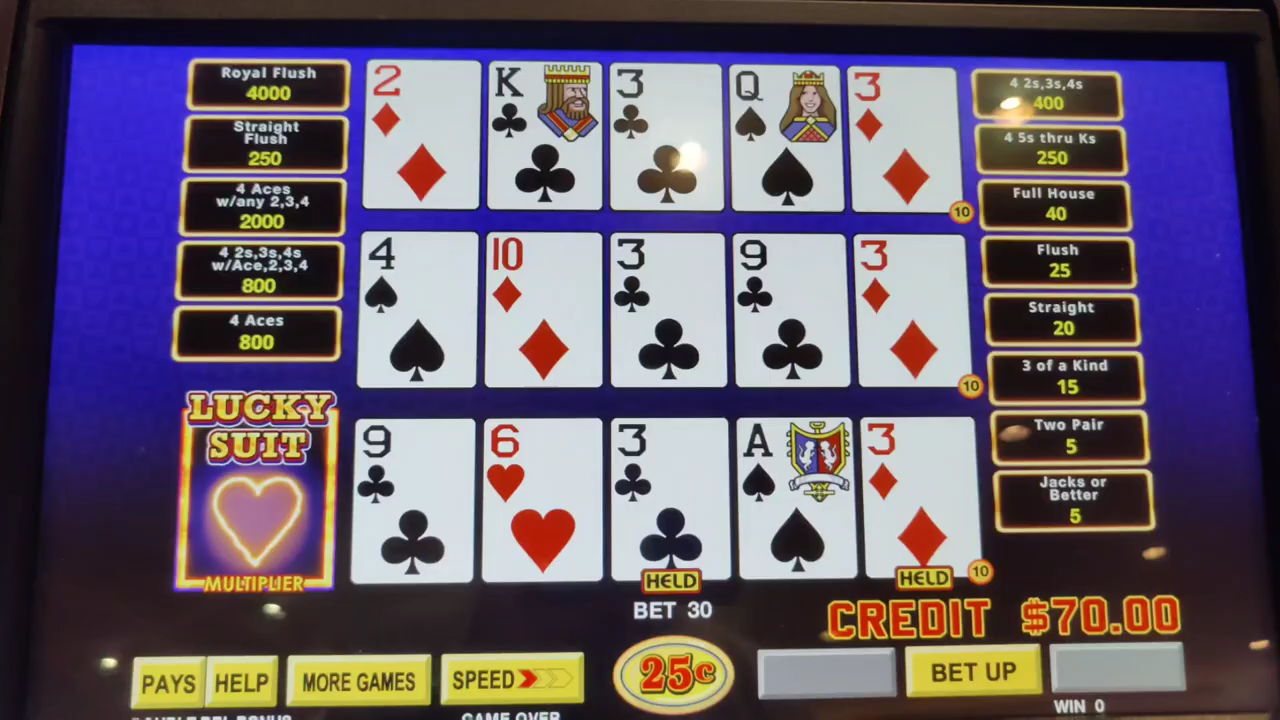 Royal Flush
4000
Straight
Flush
250
4 Aces
w/any 2,3,4
2000
4 2s,3s,4s
w/Ace,2,3,4
800
4 Aces
800
LUCKY
SUIT
MULTIPLIER
2 K 3 Q 3
10
4 10 3 9 3
10
9 6 3 A 3
HELD HELD 10
4 2s,3s,4s
400
4 5s thru Ks
250
Full House
40
Flush
25
Straight
20
3 of a Kind
15
Two Pair
5
Jacks or
Better
5
BET 30
CREDIT $70.00
PAYS HELP MORE GAMES SPEED 25¢ BET UP
WIN 0
GAME OVER